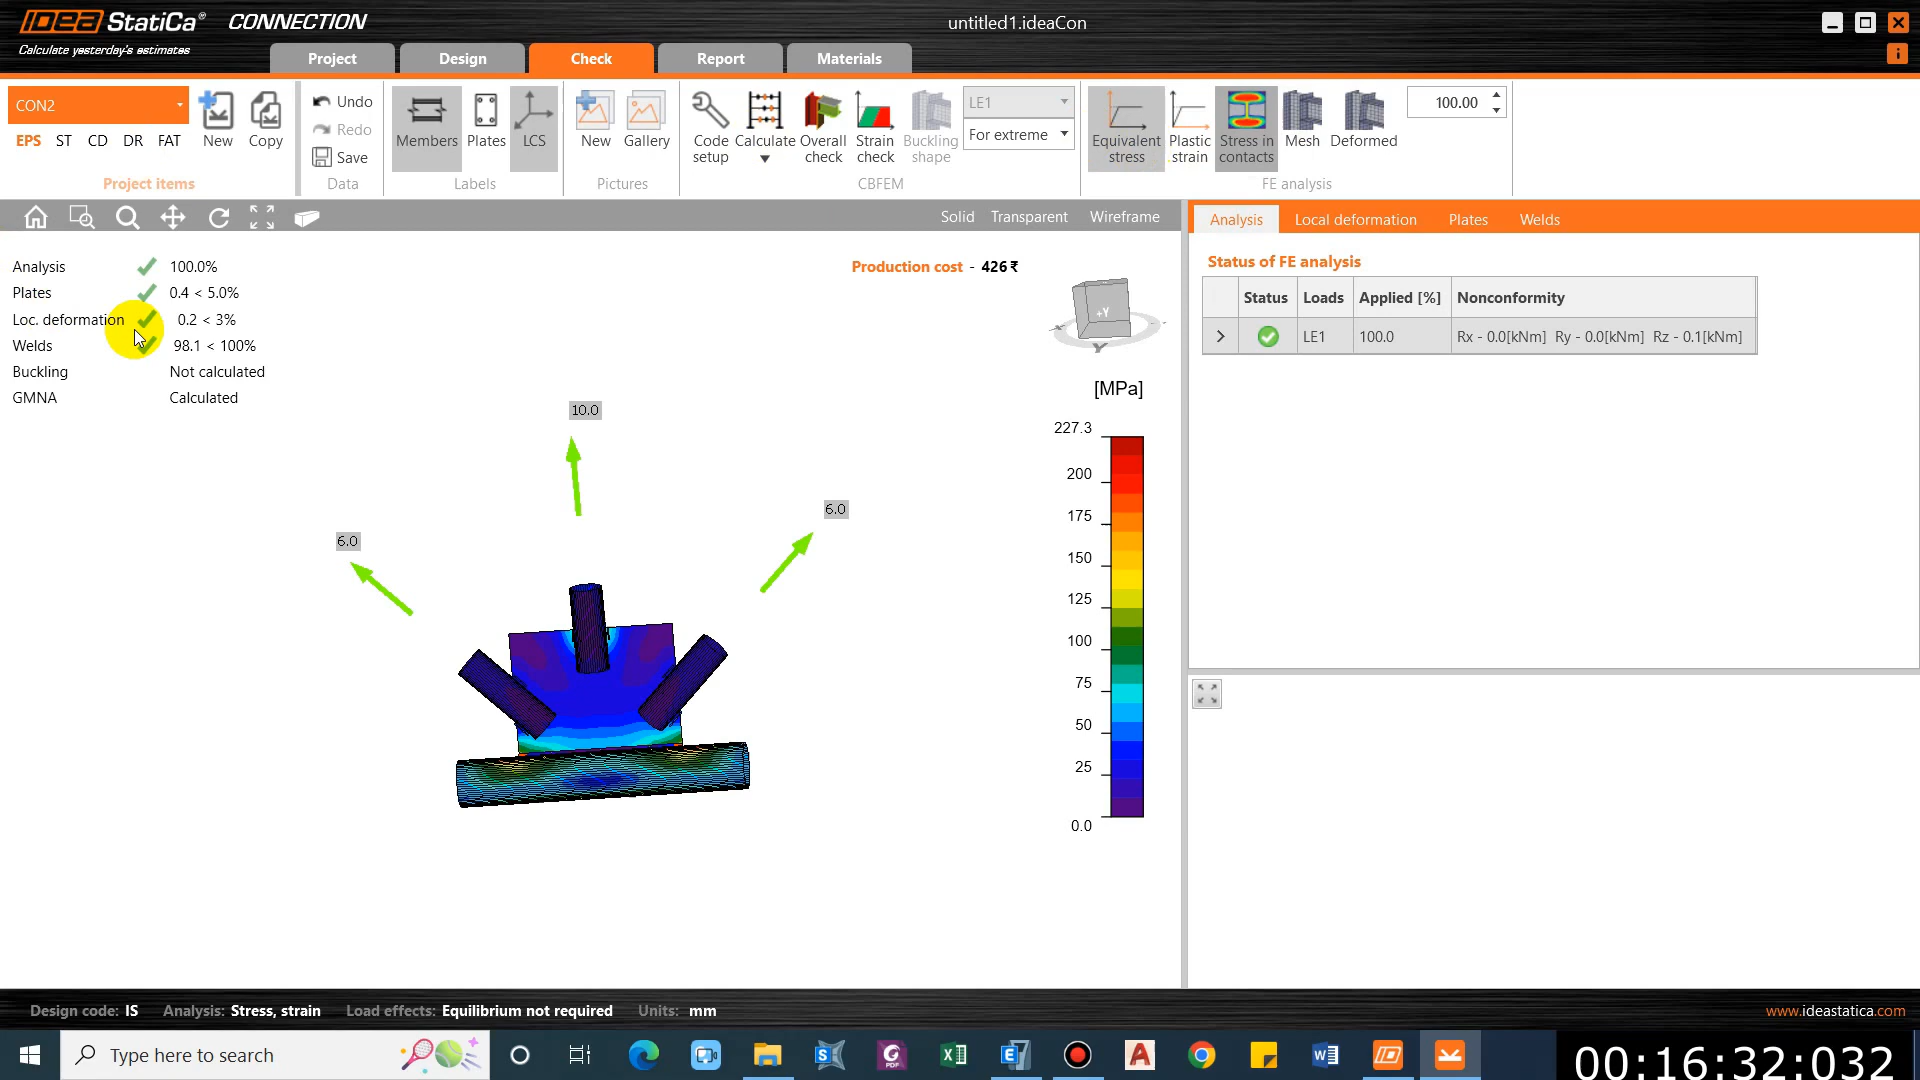 IDEA StatiCa® CONNECTION
Calculate yesterday's estimates
untitled1.ideaCon
Project
Design
Check
Report
Materials
CON2
EPS ST CD DR FAT
New
Copy
Project items
Undo
Redo
Save
Data
Members
Plates
LCS
Labels
New
Gallery
Pictures
Code setup
Calculate
Overall check
Strain check
Buckling shape
LE1
For extreme
CBFEM
Equivalent stress
Plastic strain
Stress in contacts
Mesh
Deformed
100.00
FE analysis
Solid Transparent Wireframe
Analysis 100.0%
Plates 0.4 < 5.0%
Loc. deformation 0.2 < 3%
Welds 98.1 < 100%
Buckling Not calculated
GMNA Calculated
Production cost - 426₹
+Y
[MPa]
227.3
200
175
150
125
100
75
50
25
0.0
10.0
6.0
6.0
Analysis Local deformation Plates Welds
Status of FE analysis
Status Loads Applied [%] Nonconformity
LE1 100.0 Rx - 0.0[kNm] Ry - 0.0[kNm] Rz - 0.1[kNm]
Design code: IS Analysis: Stress, strain Load effects: Equilibrium not required Units: mm
www.ideastatica.com
Type here to search
00:16:32:032